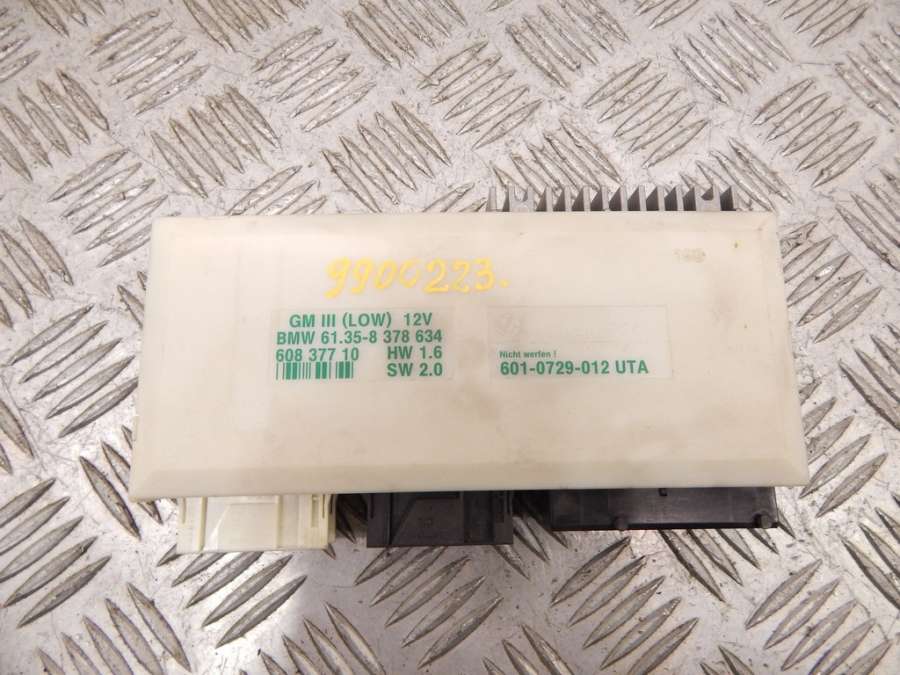 9900223.
GM III (LOW) 12V
BMW 61.35-8 378 634
608 377 10 HW 1.6
SW 2.0
Nicht werfen !
601-0729-012 UTA